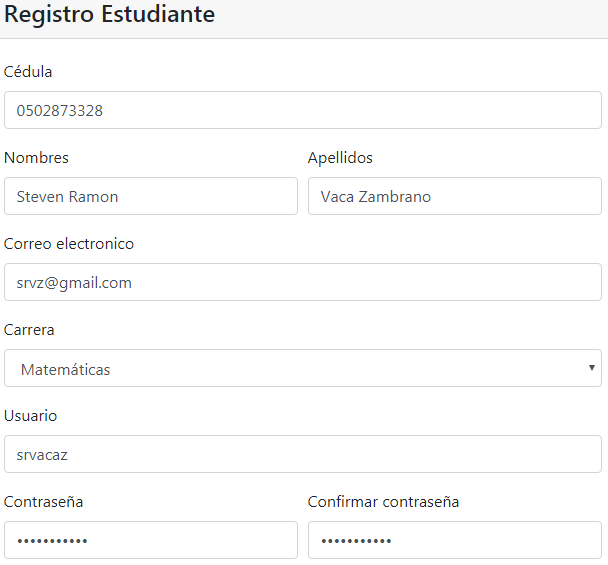 Registro Estudiante
Cédula
0502873328
Nombres Apellidos
Steven Ramon Vaca Zambrano
Correo electronico
srvz@gmail.com
Carrera
Matemáticas
Usuario
srvacaz
Contraseña Confirmar contraseña
••••••••••• •••••••••••